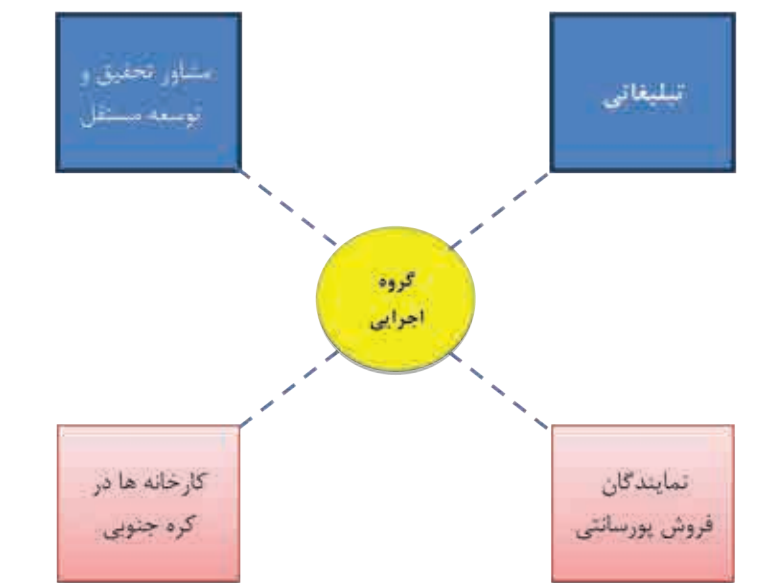 تبلیغاتی
مشاور تحقیق و
توسعه مستقل
گروه
اجرایی
نمایندگان
فروش پورسانتی
کارخانه ها در
کره جنوبی